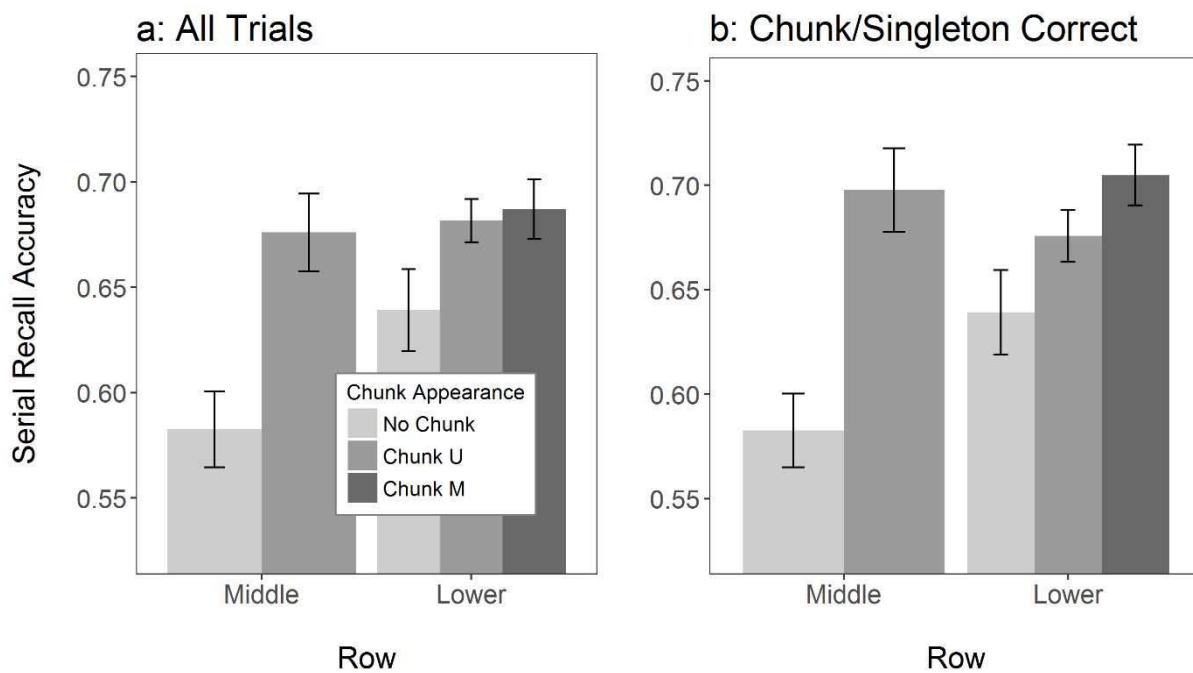 a: All Trials
b: Chunk/Singleton Correct
Serial Recall Accuracy
0.75
0.70
0.65
0.60
0.55
Chunk Appearance
No Chunk
Chunk U
Chunk M
Middle
Lower
Row
0.75
0.70
0.65
0.60
0.55
Middle
Lower
Row